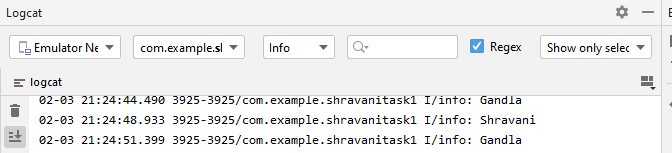 Logcat
Emulator Ne
com.example.sl
Info
Regex
Show only selec
logcat
02-03 21:24:44.490 3925-3925/com.example.shravanitask1 I/info: Gandla
02-03 21:24:48.933 3925-3925/com.example.shravanitask1 I/info: Shravani
02-03 21:24:51.399 3925-3925/com.example.shravanitask1 I/info: Gandla